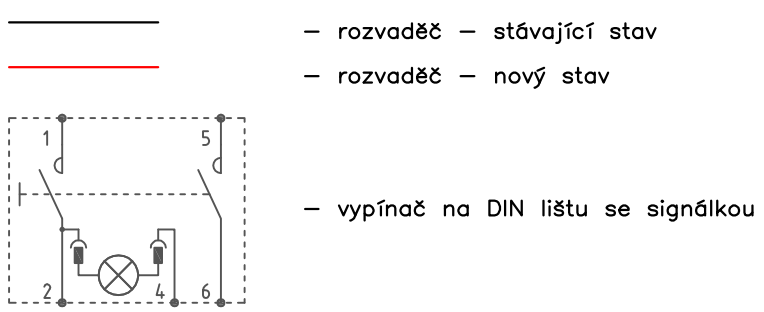 – rozvaděč – stávající stav
– rozvaděč – nový stav
1 5
– vypínač na DIN lištu se signálkou
2 4 6